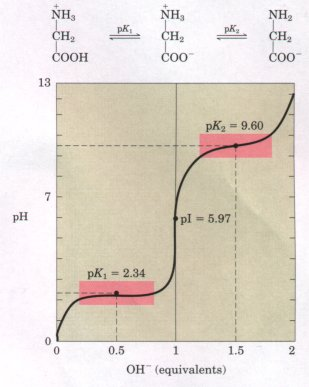 + + 
NH₃ NH₃ NH₂
CH₂ pK₁ CH₂ pK₂ CH₂
COOH COO⁻ COO⁻
13
pK₂ = 9.60
7
pH
pI = 5.97
pK₁ = 2.34
0
0 0.5 1 1.5 2
OH⁻ (equivalents)